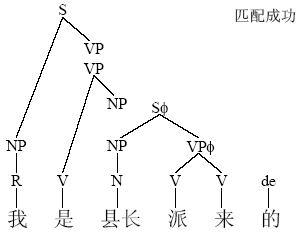 S 匹配成功
VP
VP
NP Sϕ
NP NP VPϕ
R V N V V de
我 是 县长 派 来 的